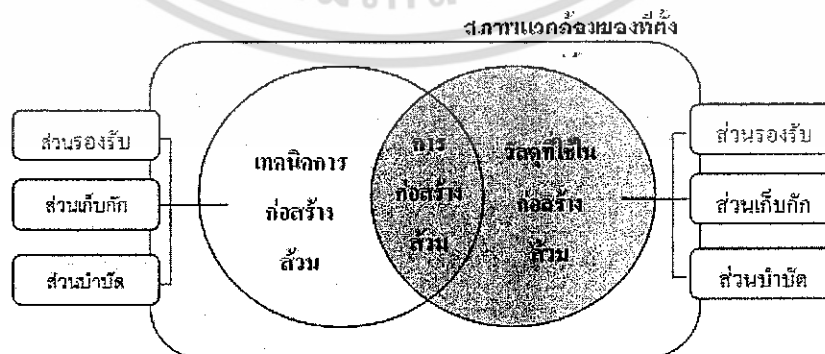 สภาพแวดล้อมของที่ตั้ง
ส่วนรองรับ
ส่วนเก็บกัก
ส่วนบำบัด
เทคนิคการ
ก่อสร้าง
ส้วม
การ
ก่อสร้าง
ส้วม
วัสดุที่ใช้ใน
ก่อสร้าง
ส้วม
ส่วนรองรับ
ส่วนเก็บกัก
ส่วนบำบัด